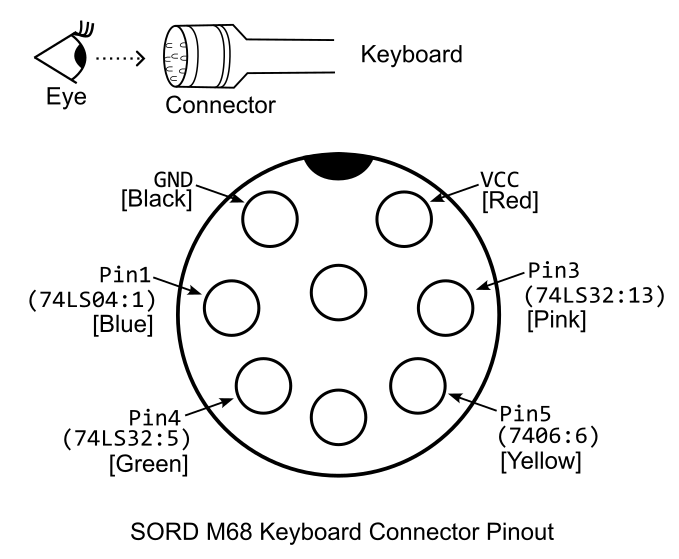 Eye
Connector
Keyboard
GND
[Black]
VCC
[Red]
Pin1
(74LS04:1)
[Blue]
Pin3
(74LS32:13)
[Pink]
Pin4
(74LS32:5)
[Green]
Pin5
(7406:6)
[Yellow]
SORD M68 Keyboard Connector Pinout